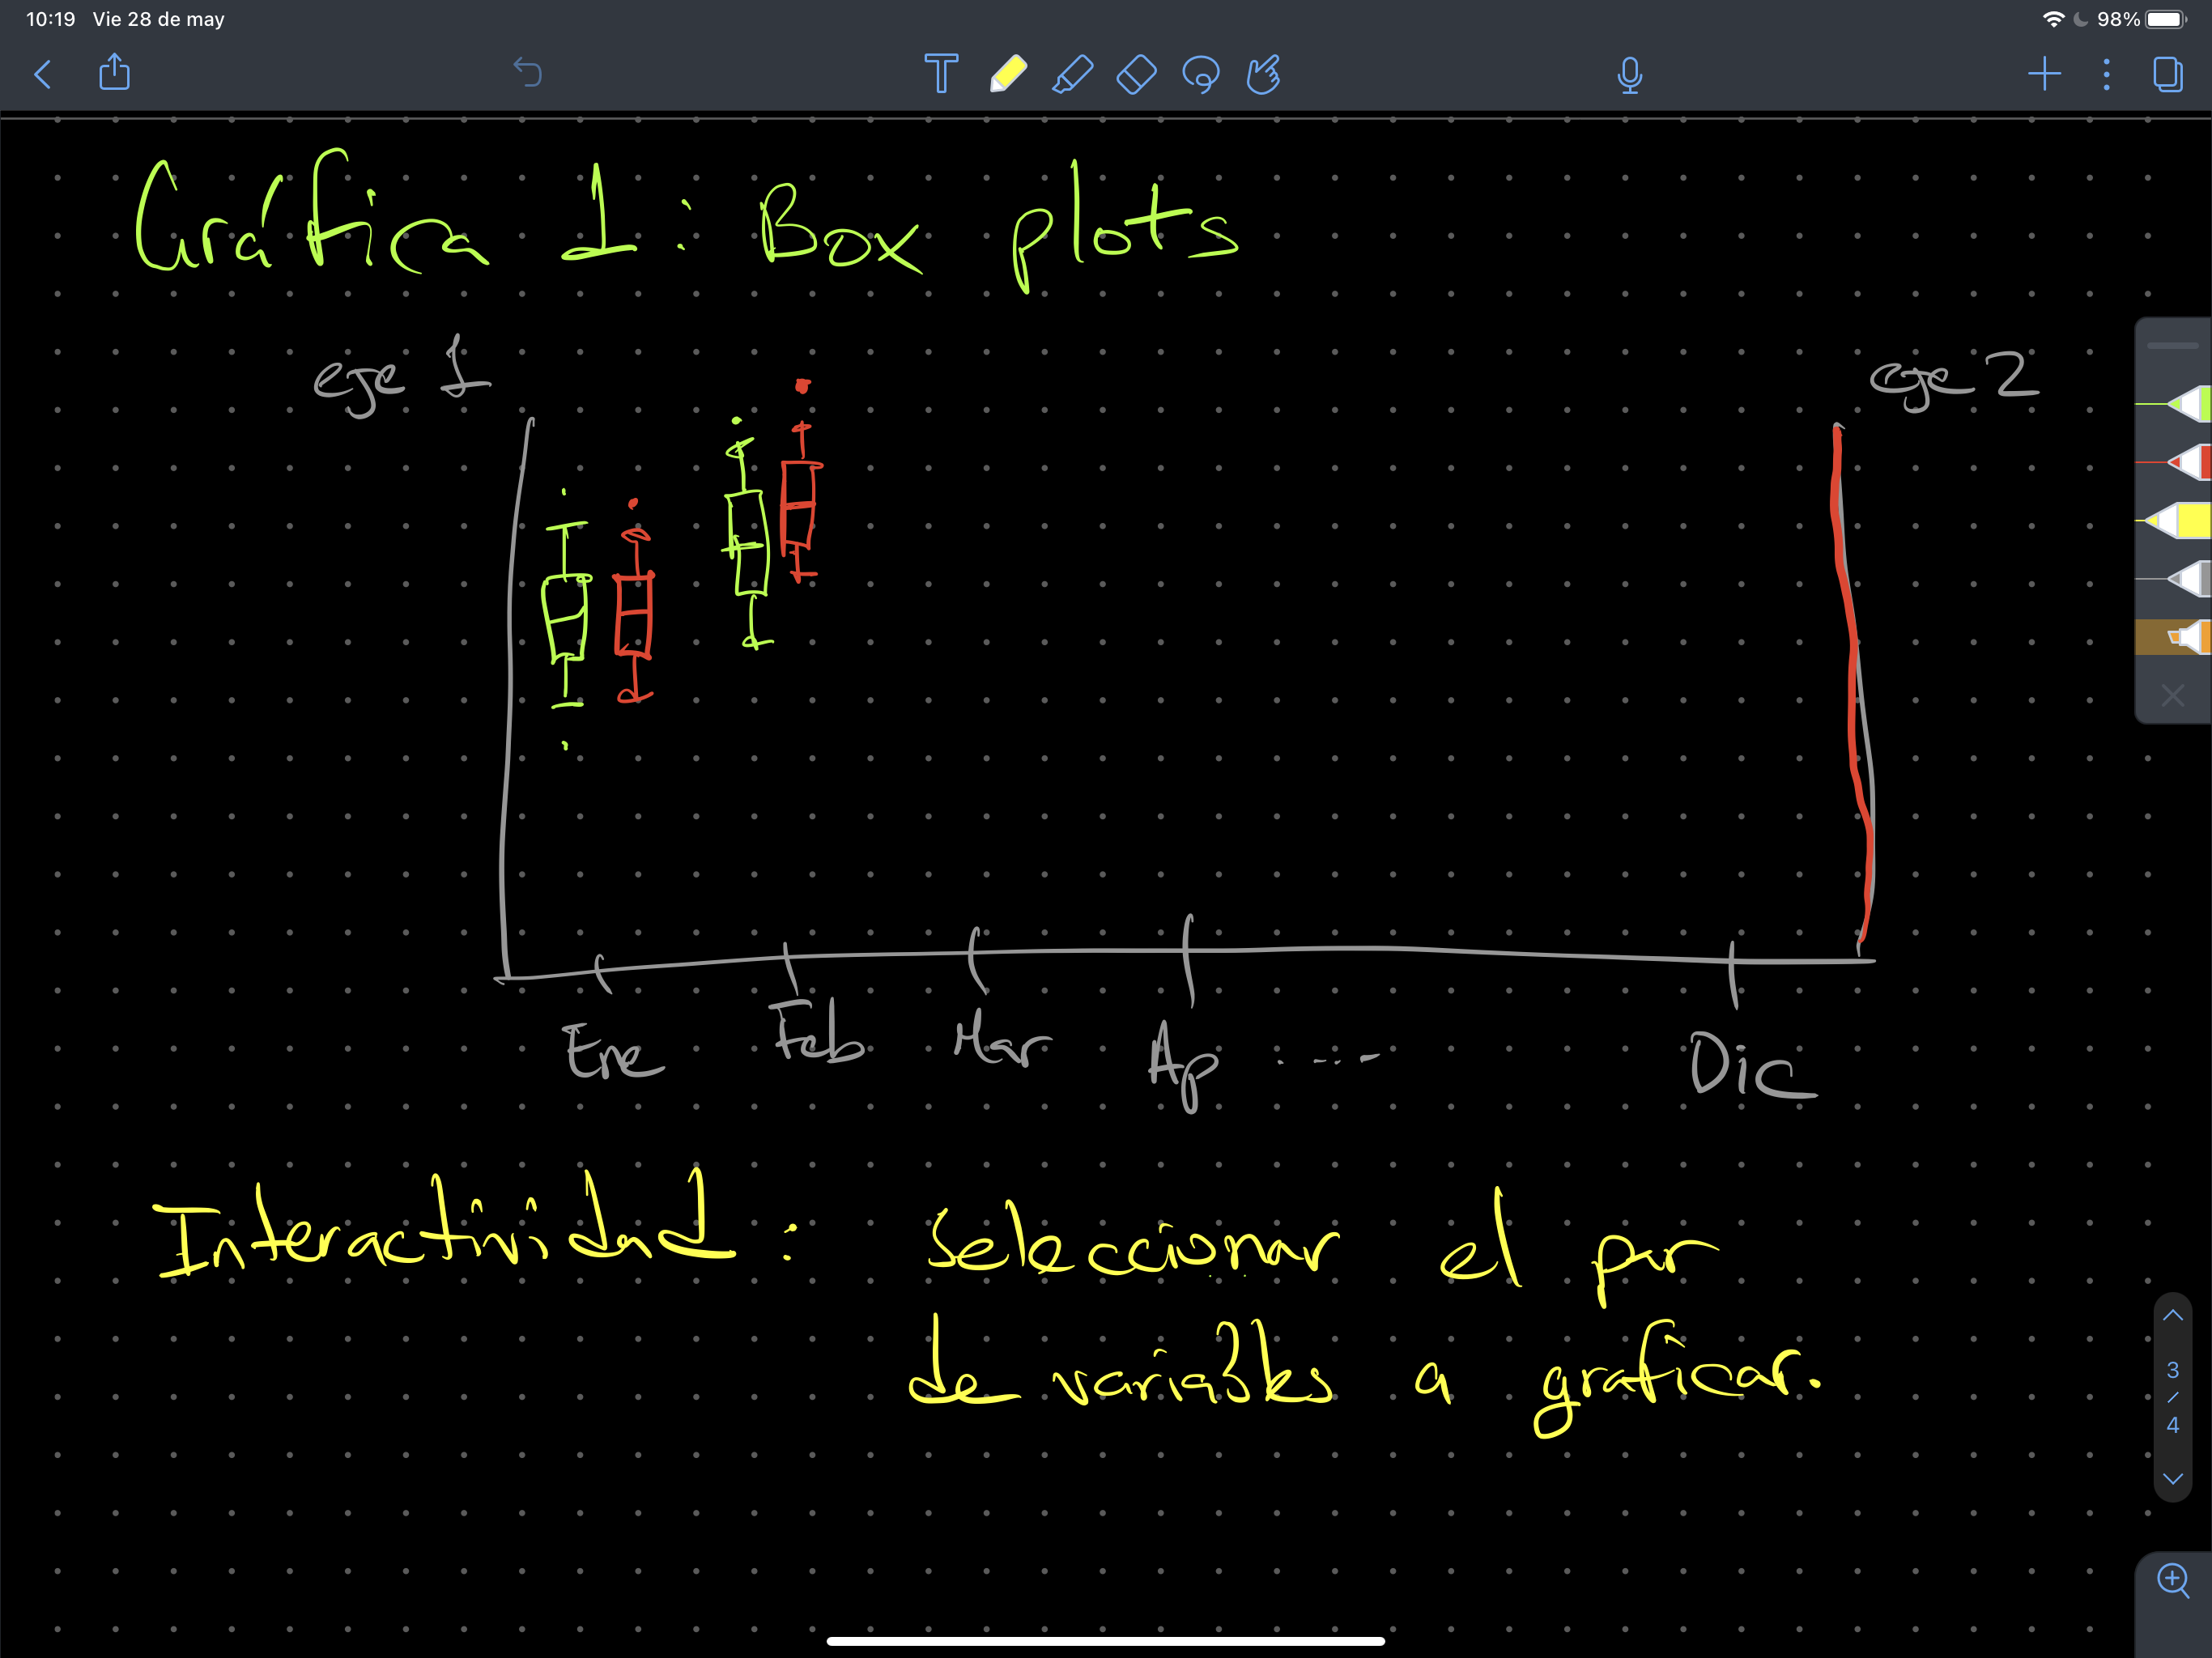 10:19 Vie 28 de may 98%
Gráfica 1: Box plots
eje 1 eje 2
Ene Feb Mar Ap ---- Dic
Interactividad: Seleccionar el par
de variables a graficar.
3
/
4